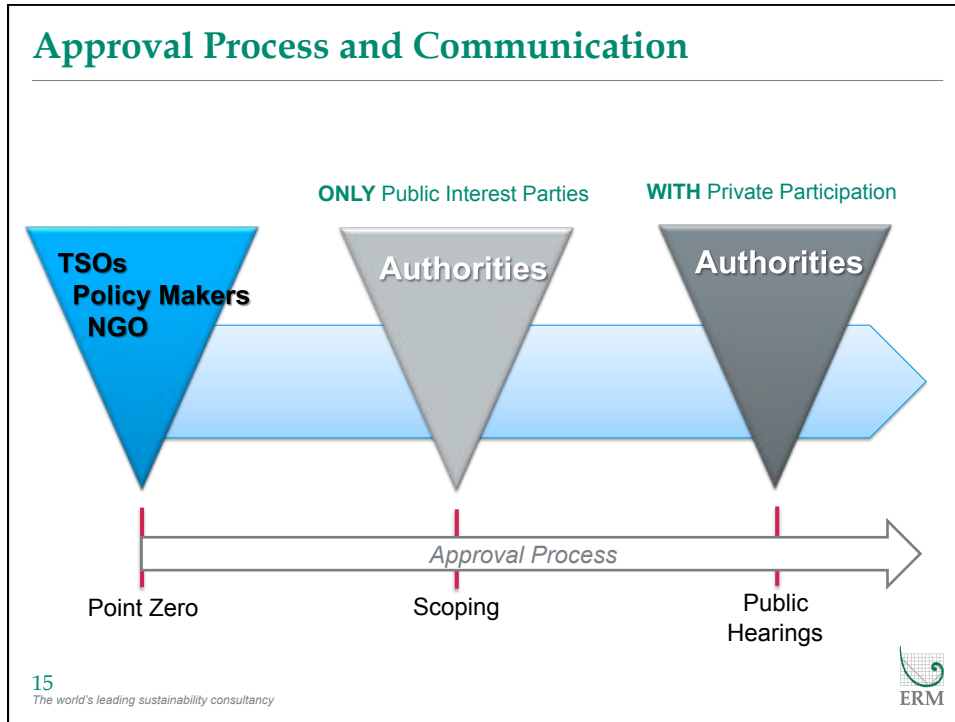 Approval Process and Communication
ONLY Public Interest Parties
WITH Private Participation
TSOs
Policy Makers
NGO
Authorities
Authorities
Approval Process
Point Zero
Scoping
Public
Hearings
15
The world's leading sustainability consultancy
ERM